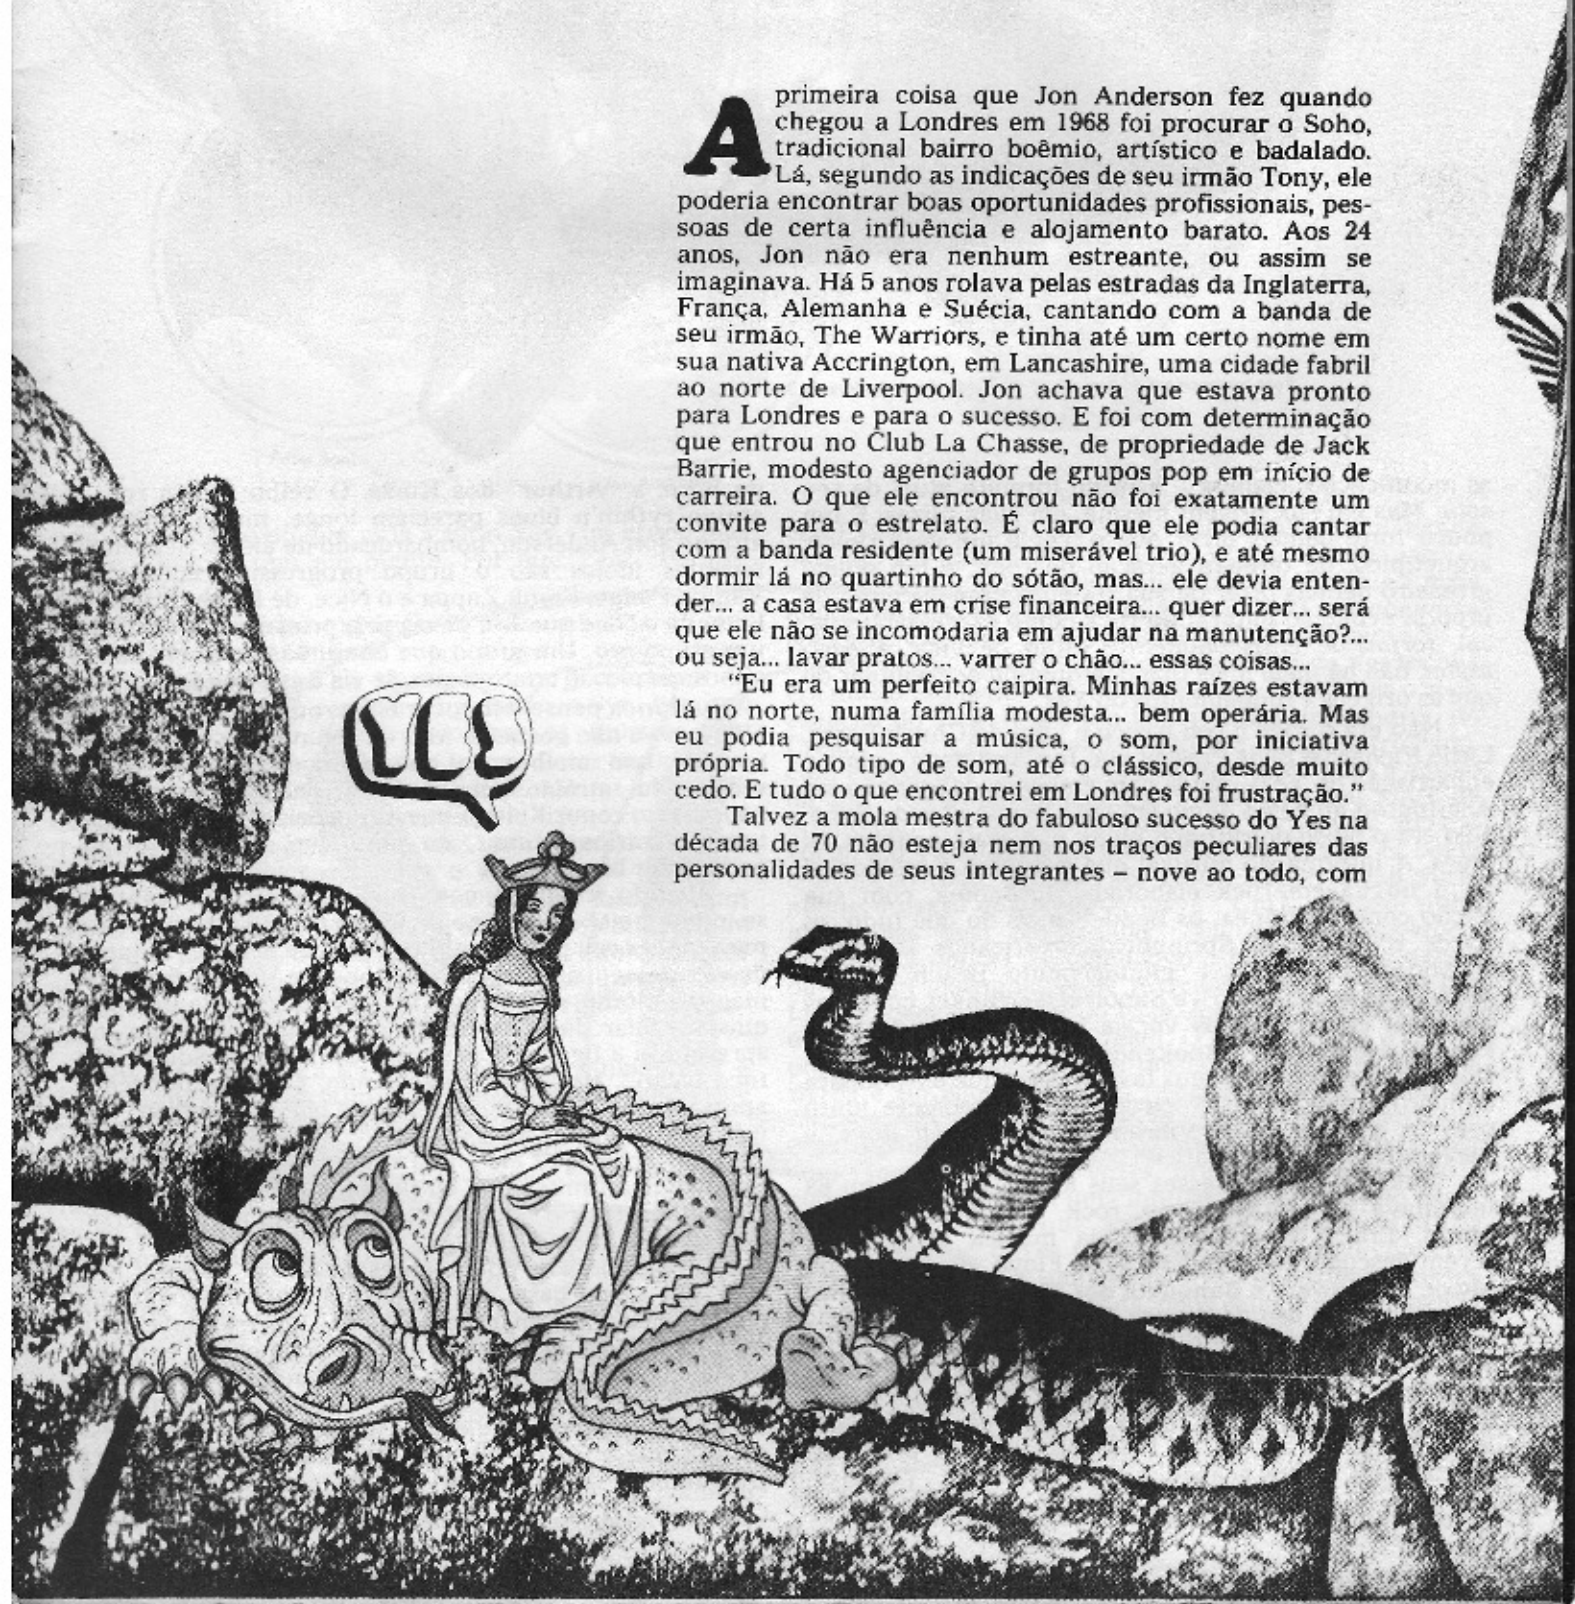 A primeira coisa que Jon Anderson fez quando
chegou a Londres em 1968 foi procurar o Soho,
tradicional bairro boêmio, artístico e badalado.
Lá, segundo as indicações de seu irmão Tony, ele
poderia encontrar boas oportunidades profissionais, pes-
soas de certa influência e alojamento barato. Aos 24
anos, Jon não era nenhum estreante, ou assim se
imaginava. Há 5 anos rolava pelas estradas da Inglaterra,
França, Alemanha e Suécia, cantando com a banda de
seu irmão, The Warriors, e tinha até um certo nome em
sua nativa Accrington, em Lancashire, uma cidade fabril
ao norte de Liverpool. Jon achava que estava pronto
para Londres e para o sucesso. E foi com determinação
que entrou no Club La Chasse, de propriedade de Jack
Barrie, modesto agenciador de grupos pop em início de
carreira. O que ele encontrou não foi exatamente um
convite para o estrelato. É claro que ele podia cantar
com a banda residente (um miserável trio), e até mesmo
dormir lá no quartinho do sótão, mas... ele devia enten-
der... a casa estava em crise financeira... quer dizer... será
que ele não se incomodaria em ajudar na manutenção?...
ou seja... lavar pratos... varrer o chão... essas coisas...
"Eu era um perfeito caipira. Minhas raízes estavam
lá no norte, numa família modesta... bem operária. Mas
eu podia pesquisar a música, o som, por iniciativa
própria. Todo tipo de som, até o clássico, desde muito
cedo. E tudo o que encontrei em Londres foi frustração."
Talvez a mola mestra do fabuloso sucesso do Yes na
década de 70 não esteja nem nos traços peculiares das
personalidades de seus integrantes – nove ao todo, com